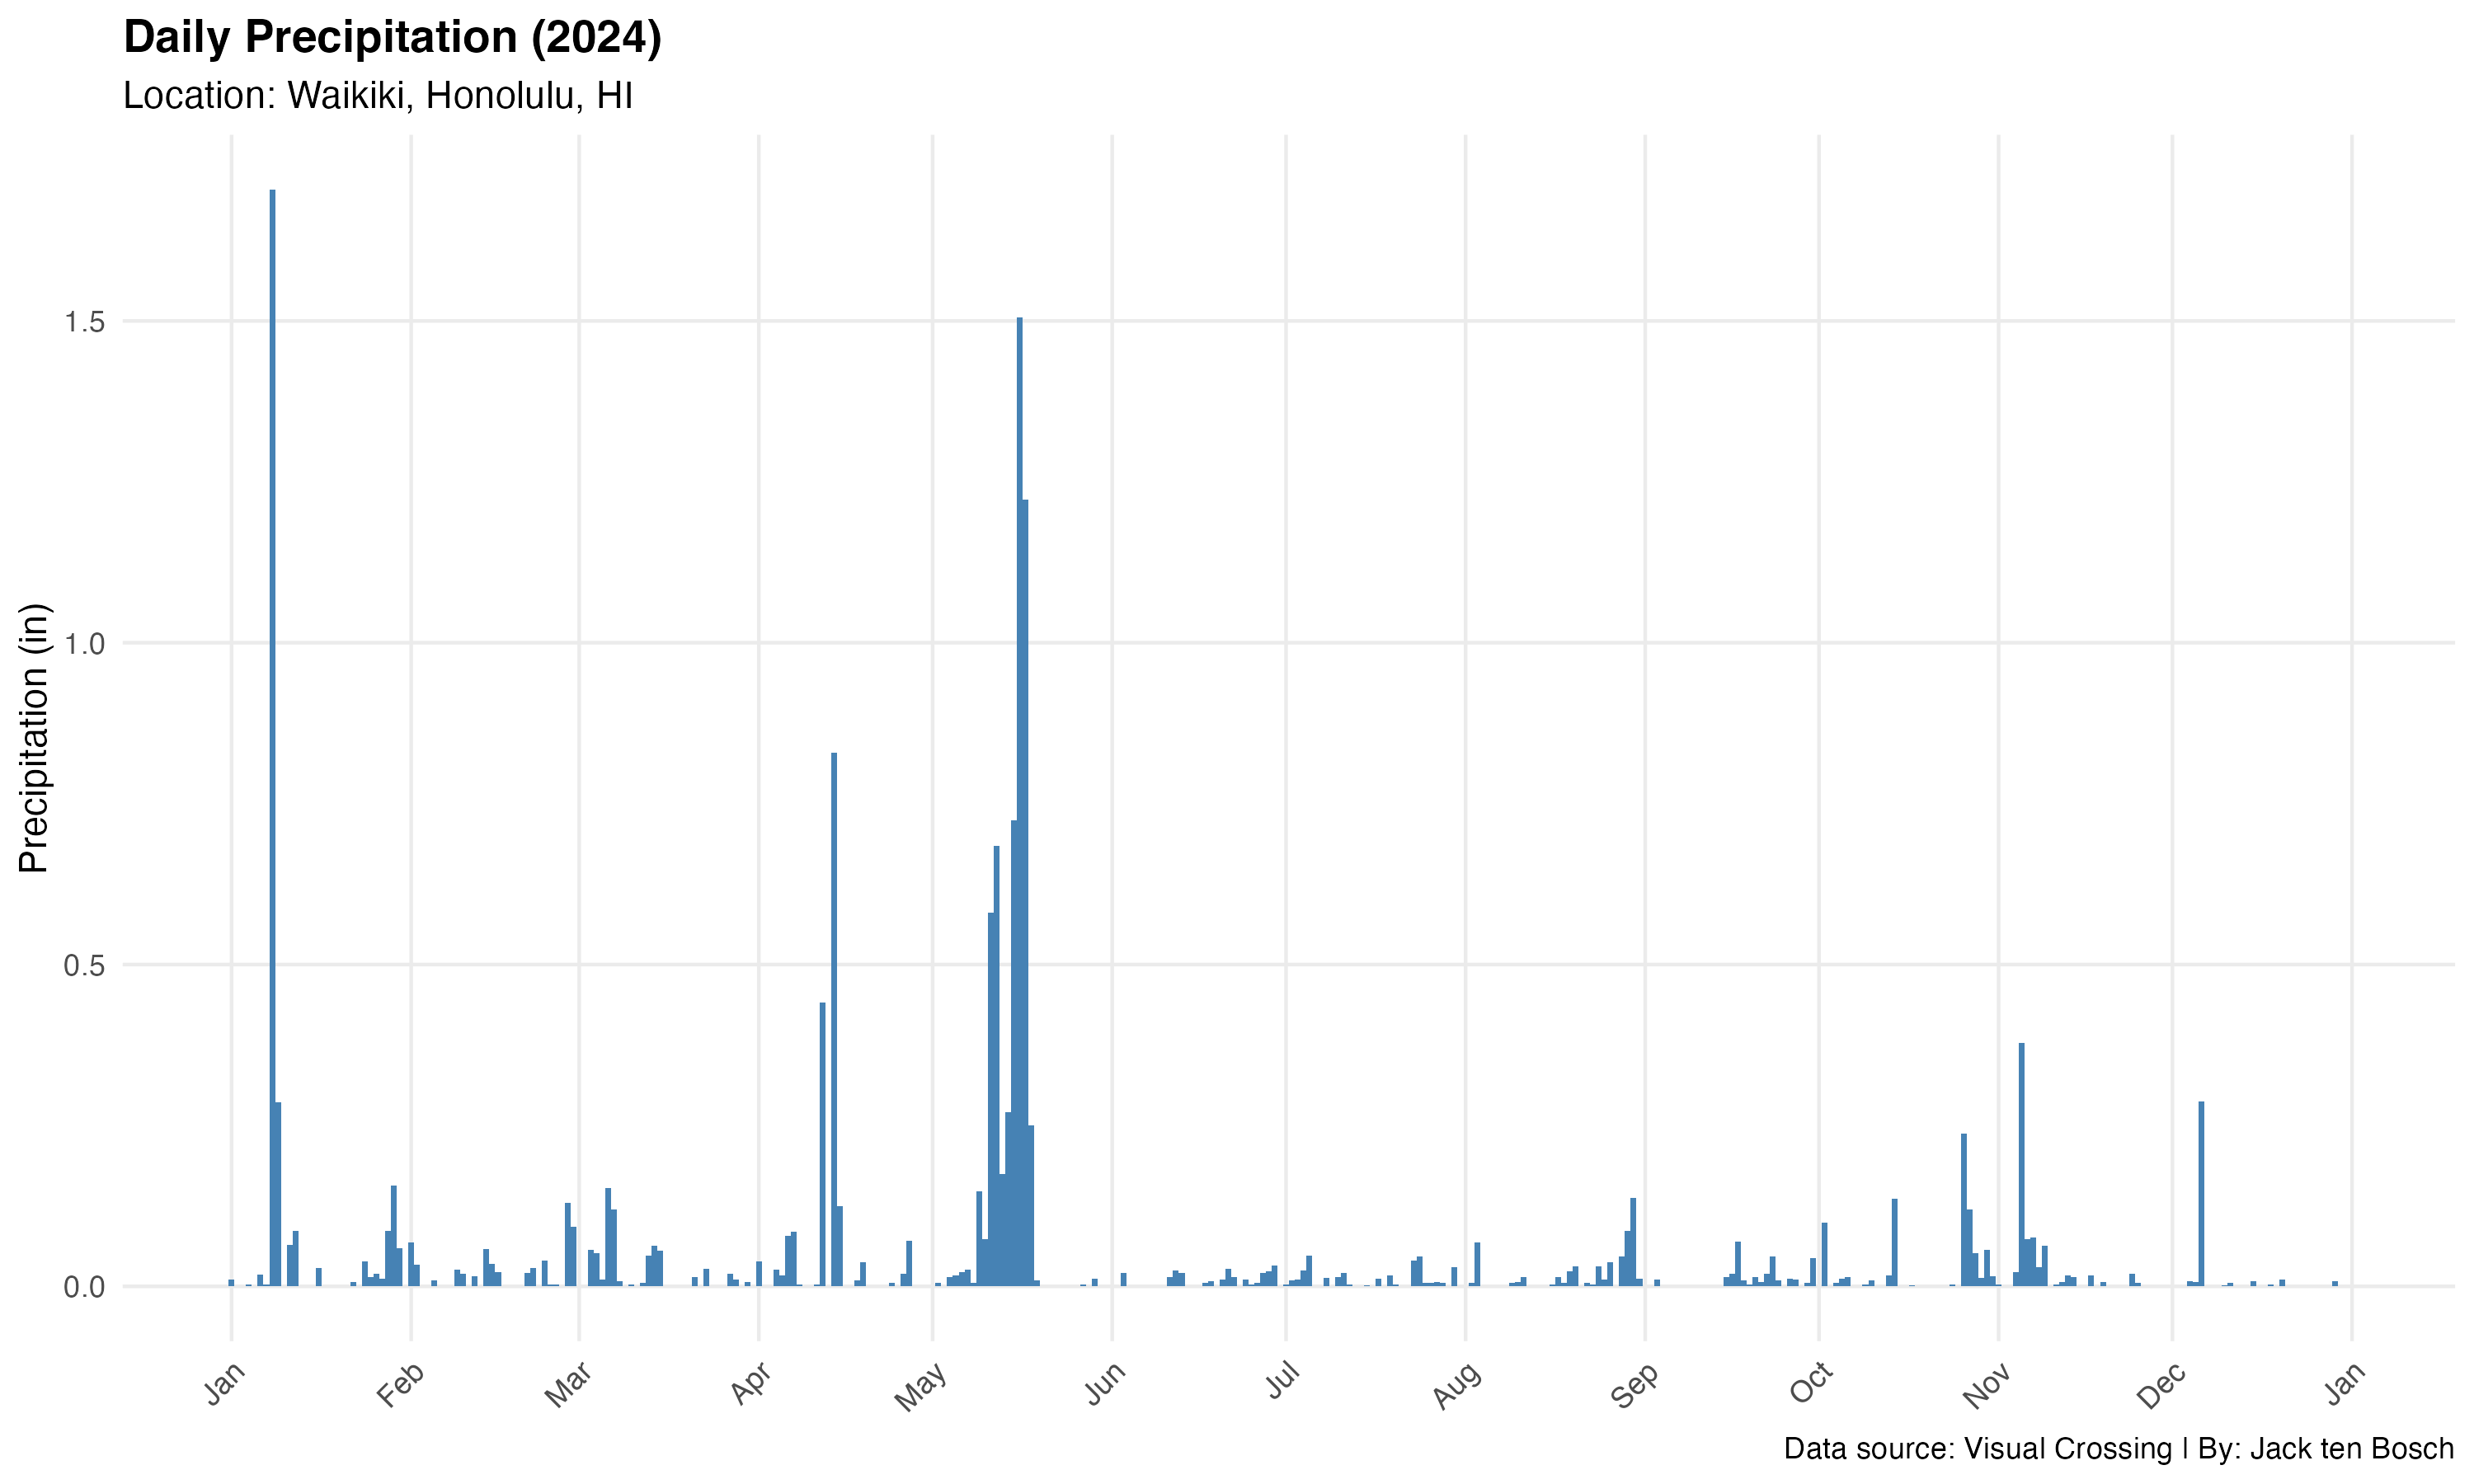 Daily Precipitation (2024)
Location: Waikiki, Honolulu, HI
Precipitation (in)
1.5
1.0
0.5
0.0
Jan Feb Mar Apr May Jun Jul Aug Sep Oct Nov Dec Jan
Data source: Visual Crossing | By: Jack ten Bosch